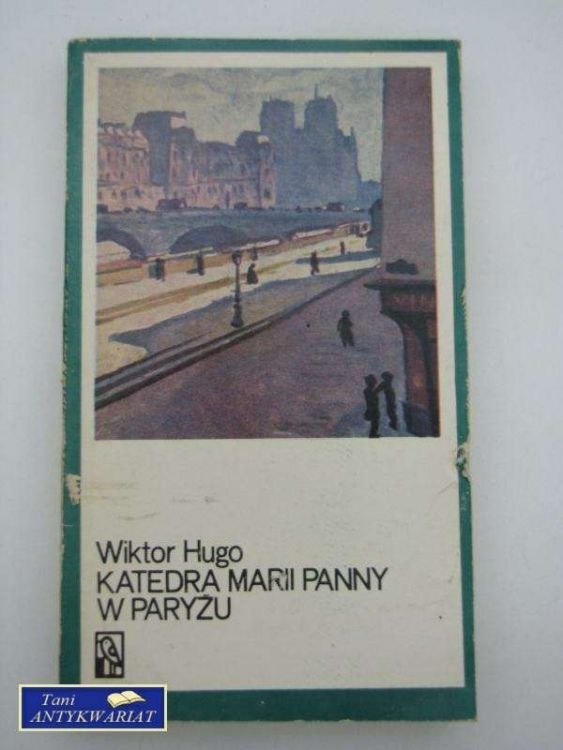 Wiktor Hugo
KATEDRA MARII PANNY
W PARYŻU
Tani
ANTYKWARIAT